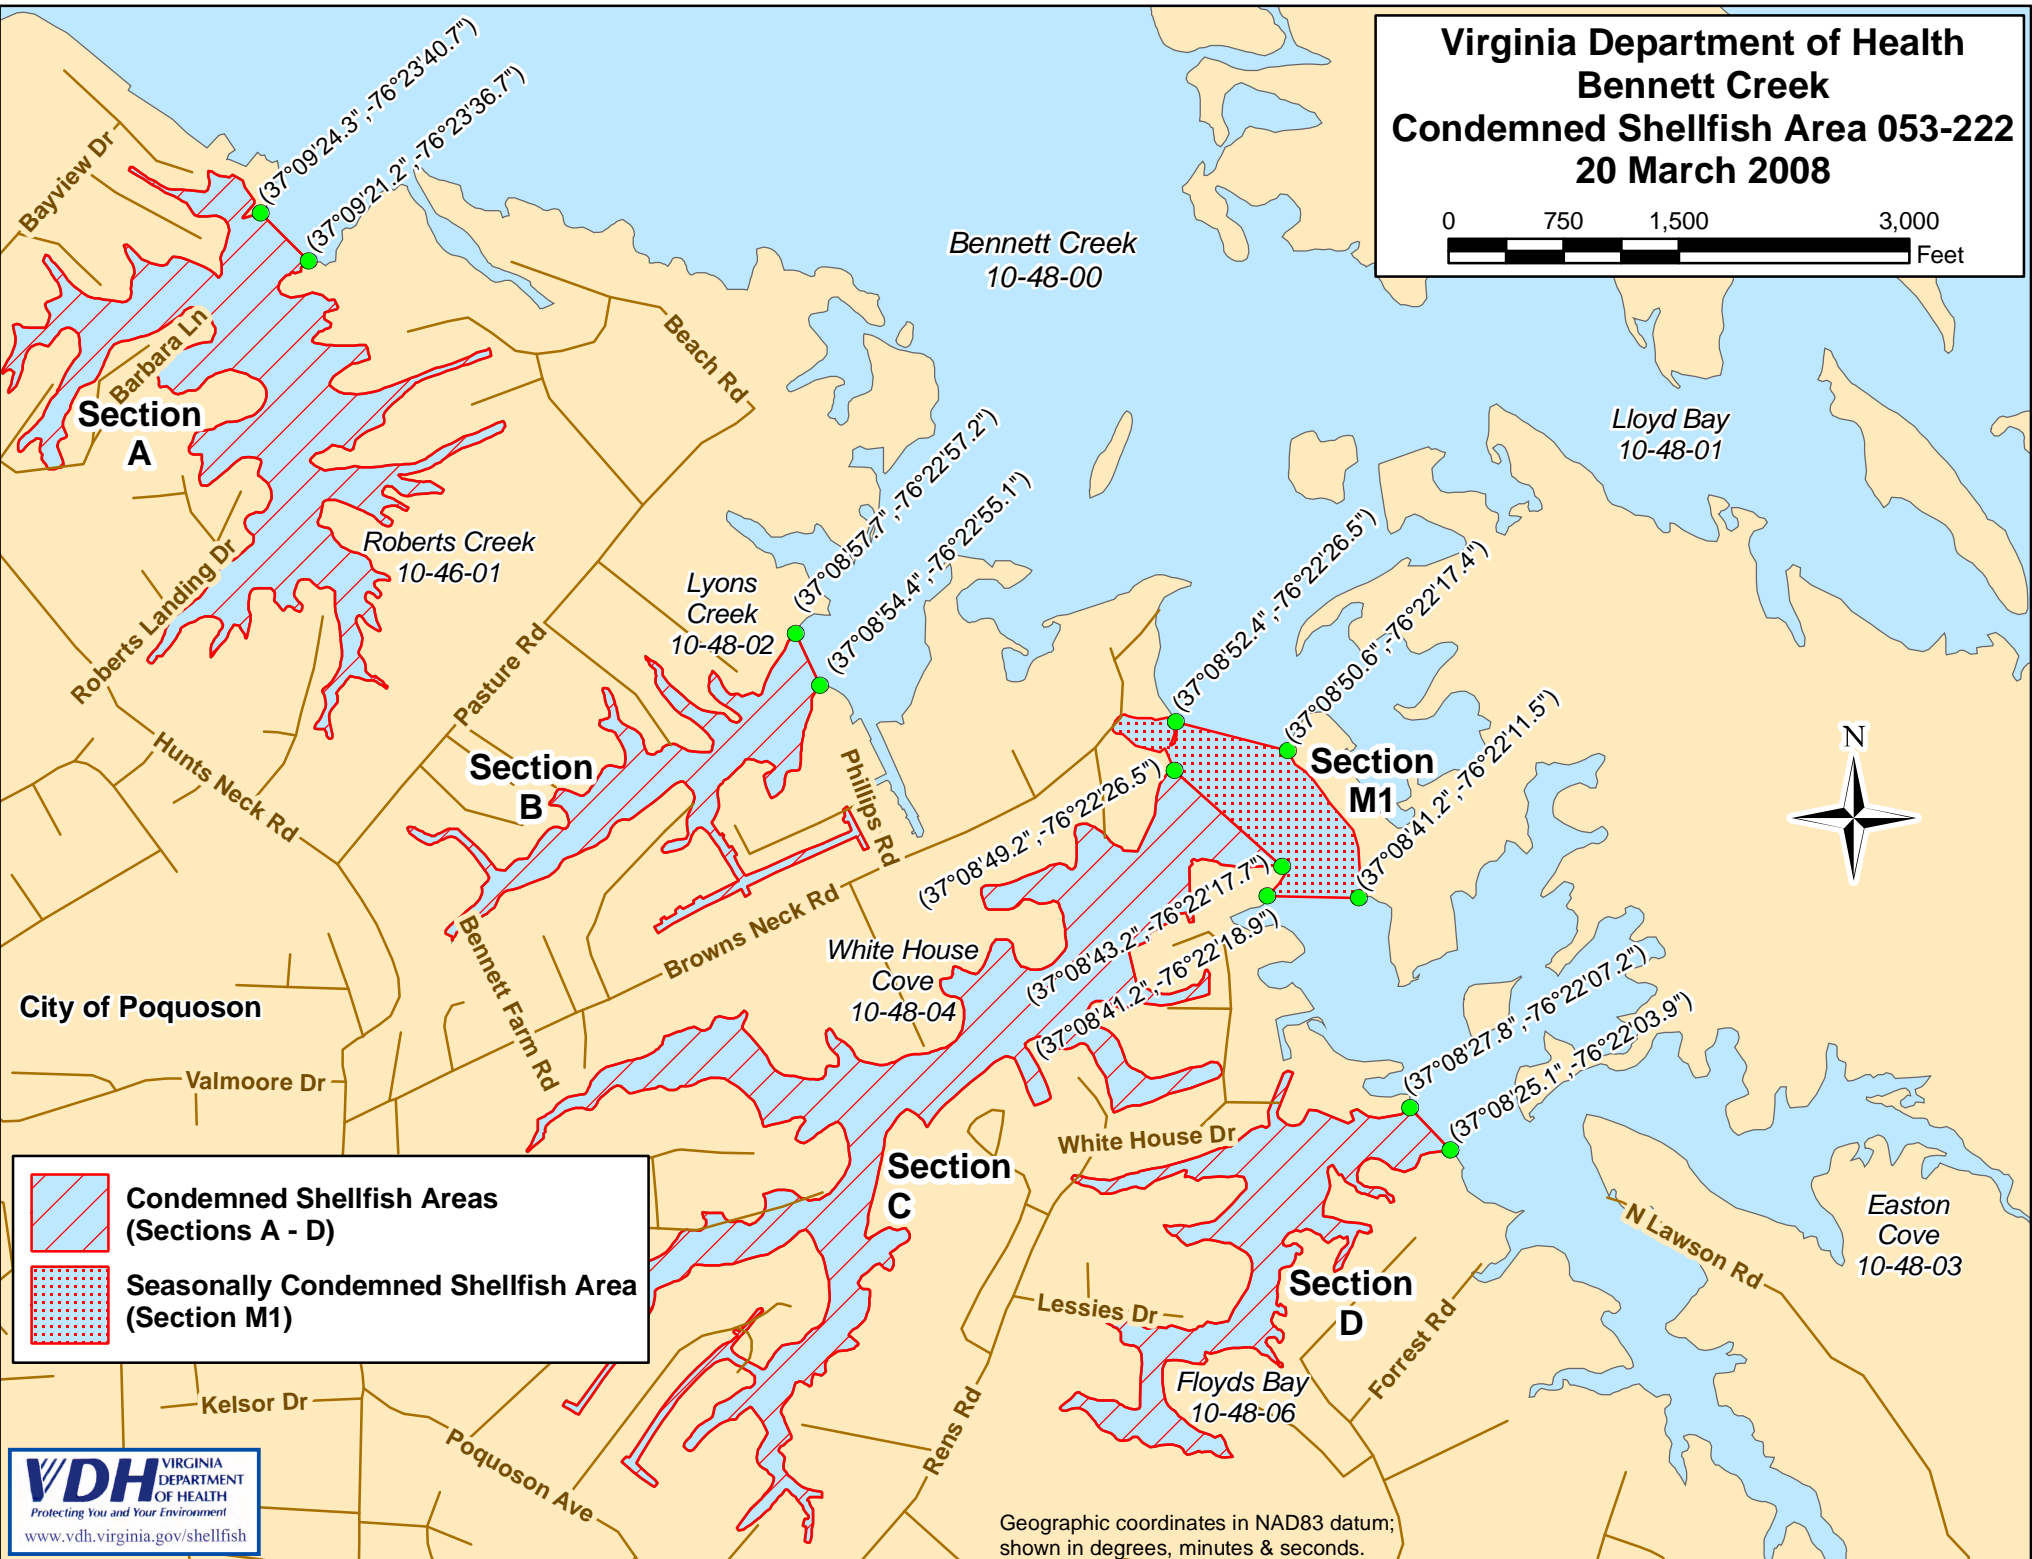 Virginia Department of Health
Bennett Creek
Condemned Shellfish Area 053-222
20 March 2008
0 750 1,500 3,000
Feet
(37°09'24.3", -76°23'40.7")
(37°09'21.2", -76°23'36.7")
Bayview Dr
Bennett Creek
10-48-00
Barbara Ln
Beach Rd
Section
A
Lloyd Bay
10-48-01
(37°08'57.7", -76°22'57.2")
(37°08'54.4", -76°22'55.1")
Roberts Creek
10-46-01
Roberts Landing Dr
Lyons
Creek
10-48-02
(37°08'52.4", -76°22'26.5")
(37°08'50.6", -76°22'17.4")
Pasture Rd
Hunts Neck Rd
Section
B
Phillips Rd
Section
M1
N
(37°08'49.2", -76°22'26.5")
(37°08'41.2", -76°22'11.5")
(37°08'43.2", -76°22'17.7")
(37°08'41.2", -76°22'18.9")
Browns Neck Rd
Bennett Farm Rd
White House
Cove
10-48-04
City of Poquoson
Valmoore Dr
(37°08'27.8", -76°22'07.2")
(37°08'25.1", -76°22'03.9")
White House Dr
Section
C
Easton
Cove
10-48-03
N Lawson Rd
Condemned Shellfish Areas
(Sections A - D)
Seasonally Condemned Shellfish Area
(Section M1)
Section
D
Lessies Dr
Forrest Rd
Floyds Bay
10-48-06
Kelsor Dr
Poquoson Ave
Rens Rd
VDH
VIRGINIA
DEPARTMENT
OF HEALTH
Protecting You and Your Environment
www.vdh.virginia.gov/shellfish
Geographic coordinates in NAD83 datum;
shown in degrees, minutes & seconds.